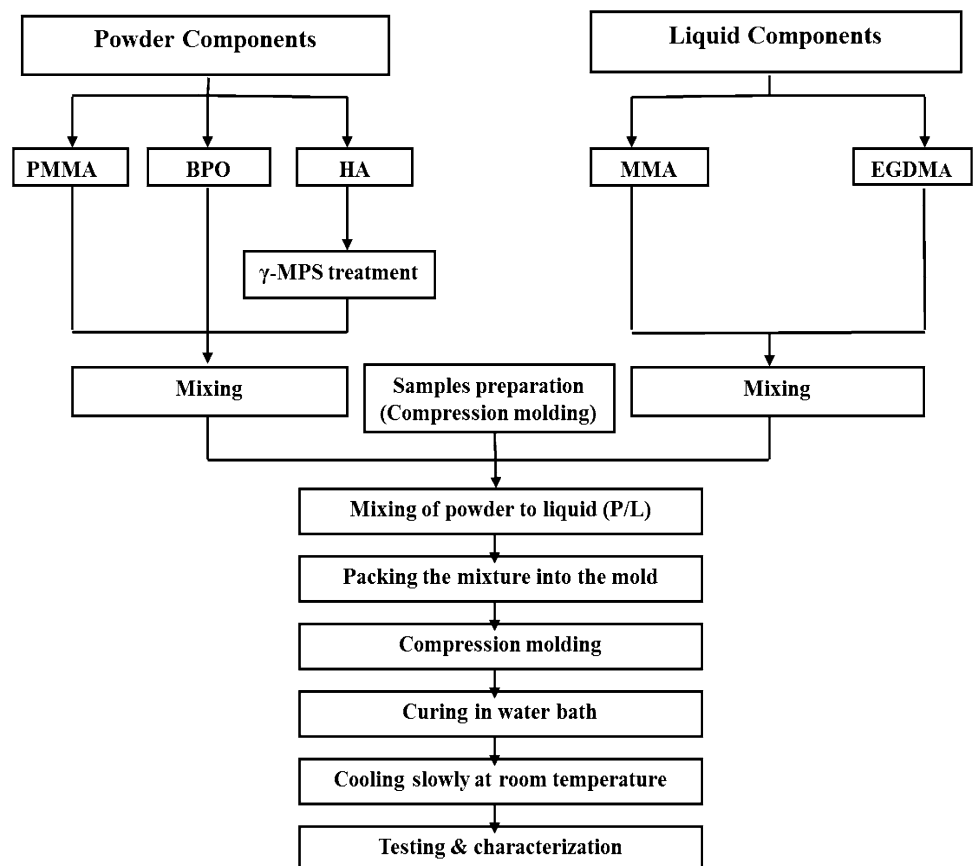 Powder Components
Liquid Components
PMMA
BPO
HA
MMA
EGDMA
γ-MPS treatment
Mixing
Samples preparation
(Compression molding)
Mixing
Mixing of powder to liquid (P/L)
Packing the mixture into the mold
Compression molding
Curing in water bath
Cooling slowly at room temperature
Testing & characterization